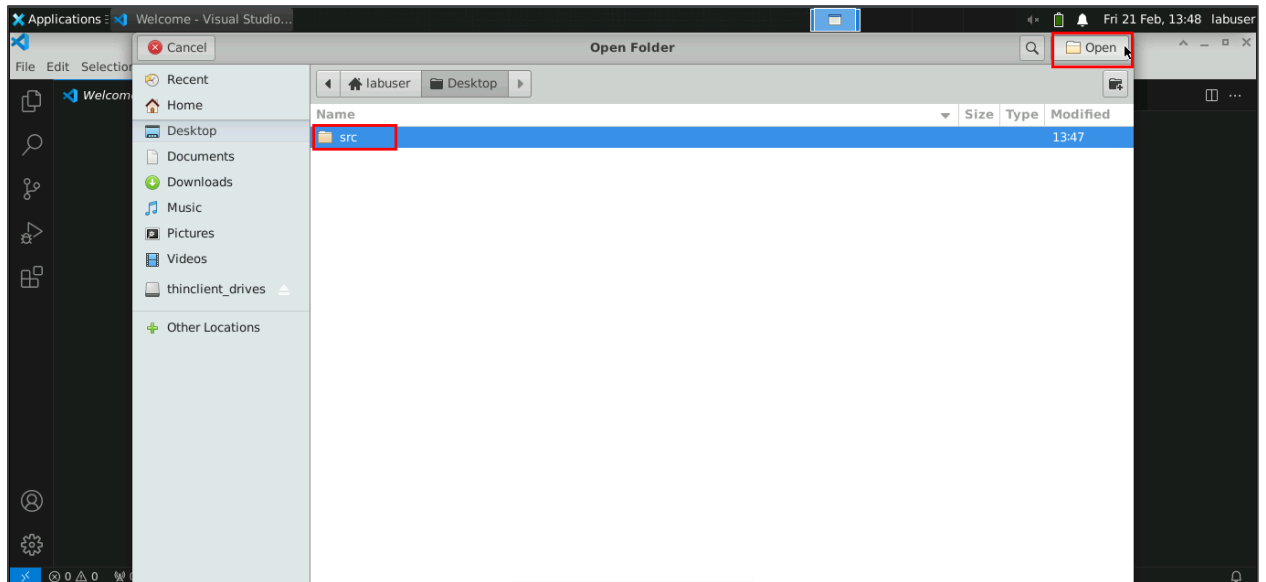 Applications Welcome - Visual Studio... Fri 21 Feb, 13:48 labuser
Cancel Open Folder Open
File Edit Selection
Recent
labuser Desktop
Welcome
Home
Name Size Type Modified
Desktop
src 13:47
Documents
Downloads
Music
Pictures
Videos
thinclient_drives
Other Locations
0 0